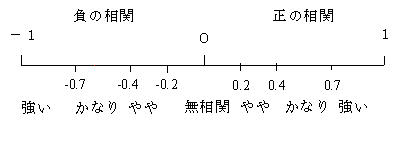 負の相関 正の相関
－1 0 1
-0.7 -0.4 -0.2 0.2 0.4 0.7
強い かなり やや 無相関 やや かなり 強い